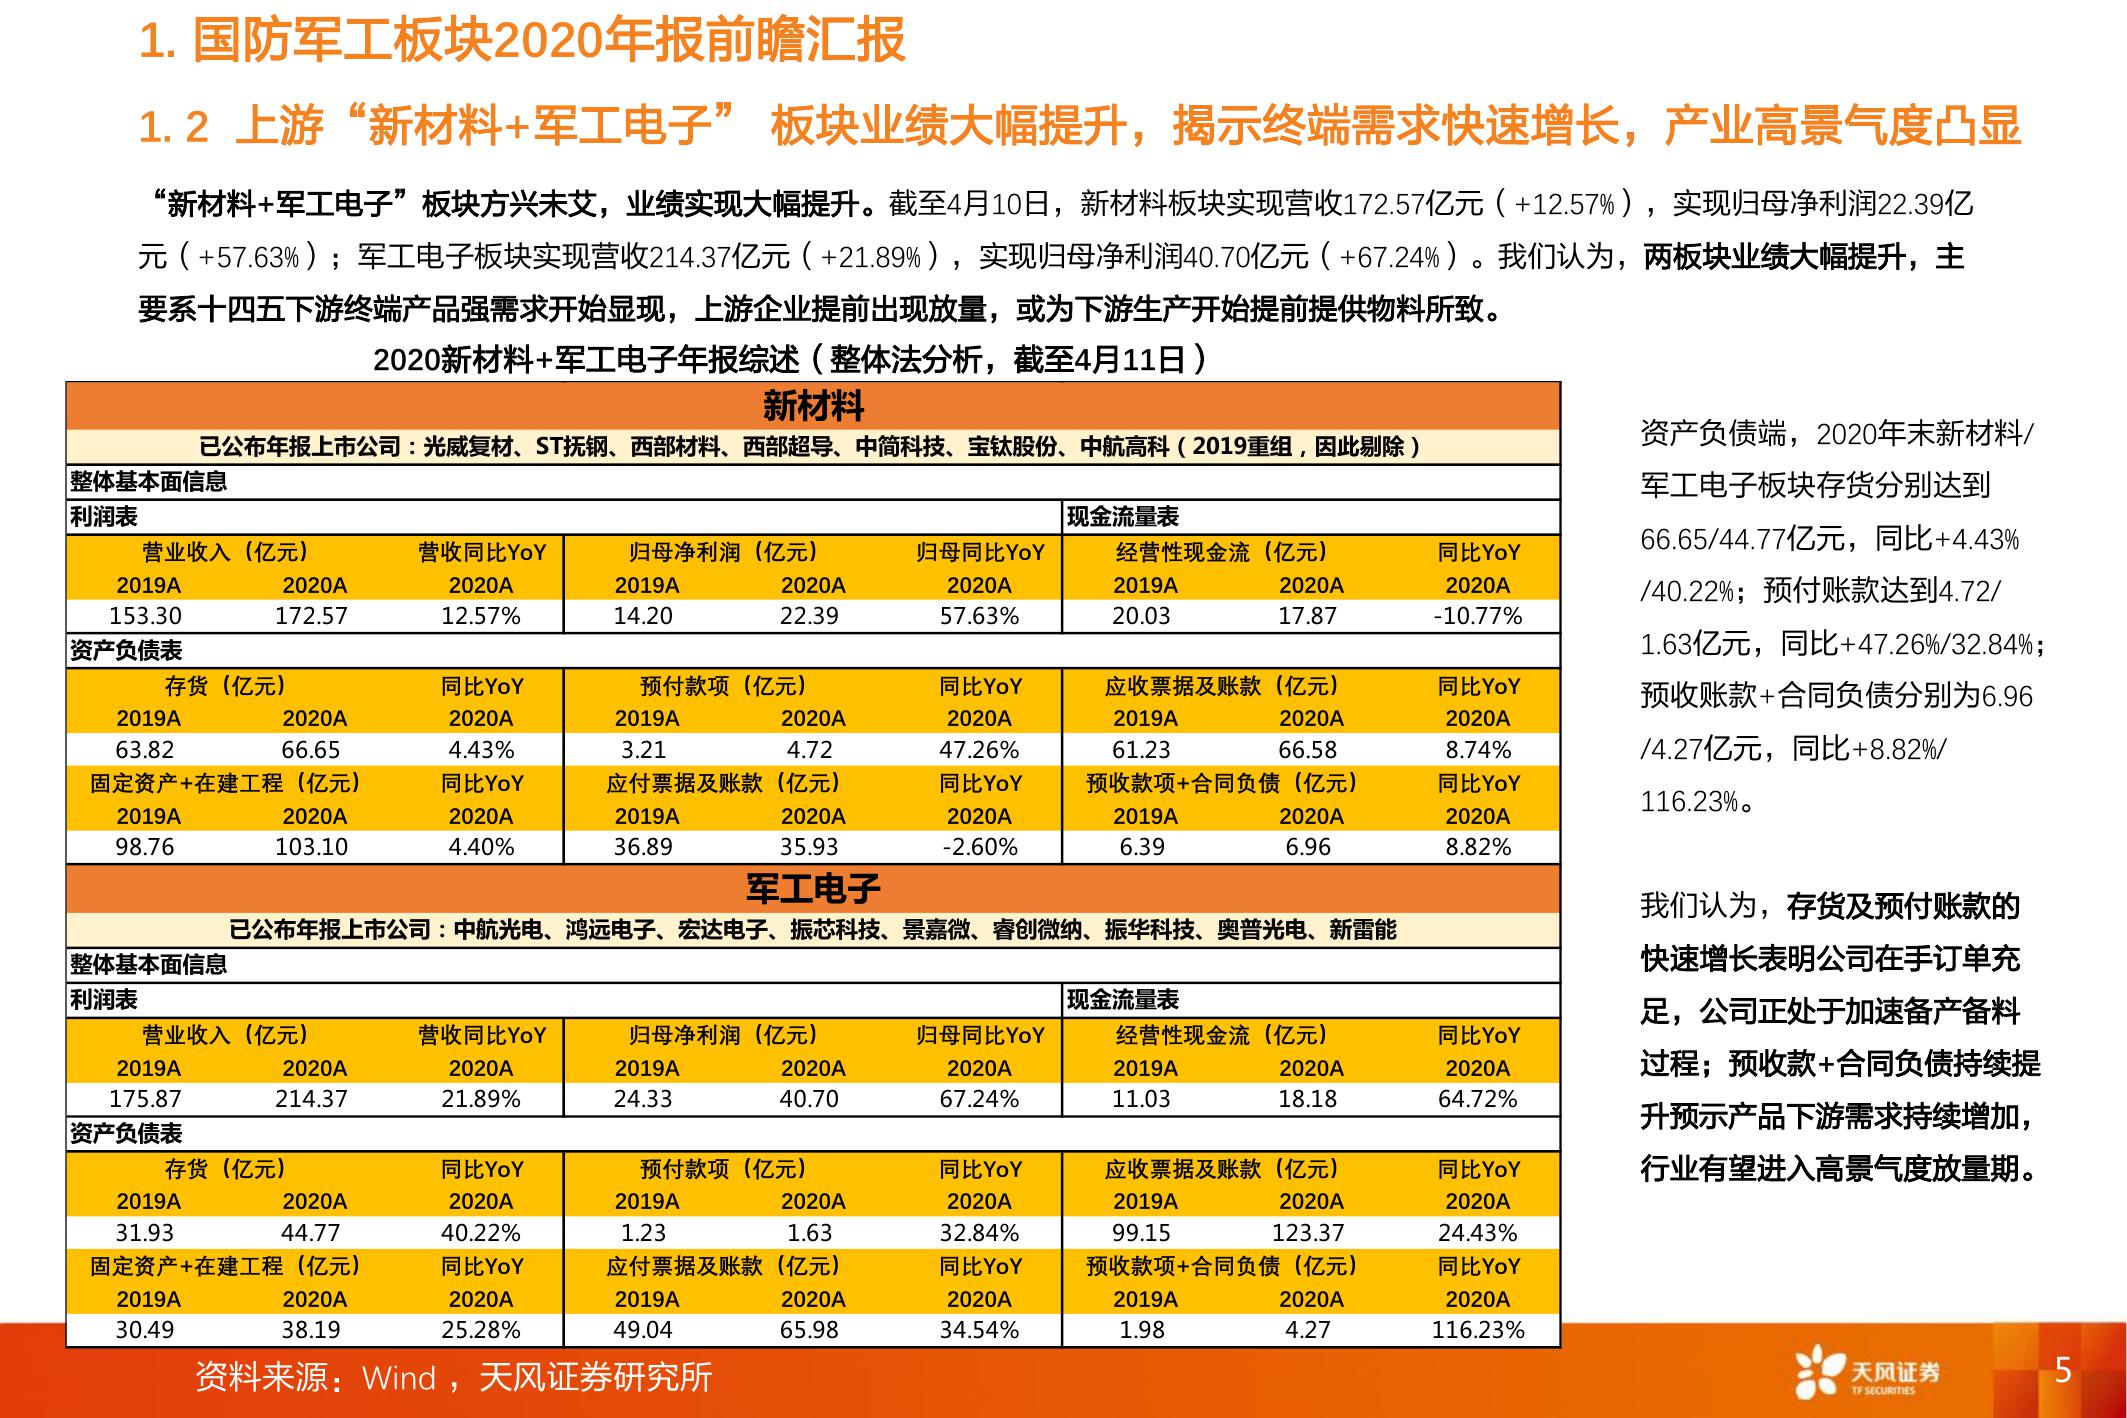 1. 国防军工板块2020年报前瞻汇报
1. 2 上游“新材料+军工电子” 板块业绩大幅提升，揭示终端需求快速增长，产业高景气度凸显
“新材料+军工电子”板块方兴未艾，业绩实现大幅提升。截至4月10日，新材料板块实现营收172.57亿元（+12.57%），实现归母净利润22.39亿
元（+57.63%）；军工电子板块实现营收214.37亿元（+21.89%），实现归母净利润40.70亿元（+67.24%）。我们认为，两板块业绩大幅提升，主
要系十四五下游终端产品强需求开始显现，上游企业提前出现放量，或为下游生产开始提前提供物料所致。
2020新材料+军工电子年报综述（整体法分析，截至4月11日）
新材料
已公布年报上市公司：光威复材、ST抚钢、西部材料、西部超导、中简科技、宝钛股份、中航高科（2019重组，因此剔除）
整体基本面信息
利润表 现金流量表
营业收入（亿元） 营收同比YoY 归母净利润（亿元） 归母同比YoY 经营性现金流（亿元） 同比YoY
2019A 2020A 2020A 2019A 2020A 2020A 2019A 2020A 2020A
153.30 172.57 12.57% 14.20 22.39 57.63% 20.03 17.87 -10.77%
资产负债表
存货（亿元） 同比YoY 预付款项（亿元） 同比YoY 应收票据及账款（亿元） 同比YoY
2019A 2020A 2020A 2019A 2020A 2020A 2019A 2020A 2020A
63.82 66.65 4.43% 3.21 4.72 47.26% 61.23 66.58 8.74%
固定资产+在建工程（亿元） 同比YoY 应付票据及账款（亿元） 同比YoY 预收款项+合同负债（亿元） 同比YoY
2019A 2020A 2020A 2019A 2020A 2020A 2019A 2020A 2020A
98.76 103.10 4.40% 36.89 35.93 -2.60% 6.39 6.96 8.82%
军工电子
已公布年报上市公司：中航光电、鸿远电子、宏达电子、振芯科技、景嘉微、睿创微纳、振华科技、奥普光电、新雷能
整体基本面信息
利润表 现金流量表
营业收入（亿元） 营收同比YoY 归母净利润（亿元） 归母同比YoY 经营性现金流（亿元） 同比YoY
2019A 2020A 2020A 2019A 2020A 2020A 2019A 2020A 2020A
175.87 214.37 21.89% 24.33 40.70 67.24% 11.03 18.18 64.72%
资产负债表
存货（亿元） 同比YoY 预付款项（亿元） 同比YoY 应收票据及账款（亿元） 同比YoY
2019A 2020A 2020A 2019A 2020A 2020A 2019A 2020A 2020A
31.93 44.77 40.22% 1.23 1.63 32.84% 99.15 123.37 24.43%
固定资产+在建工程（亿元） 同比YoY 应付票据及账款（亿元） 同比YoY 预收款项+合同负债（亿元） 同比YoY
2019A 2020A 2020A 2019A 2020A 2020A 2019A 2020A 2020A
30.49 38.19 25.28% 49.04 65.98 34.54% 1.98 4.27 116.23%
资产负债端，2020年末新材料/
军工电子板块存货分别达到
66.65/44.77亿元，同比+4.43%
/40.22%；预付账款达到4.72/
1.63亿元，同比+47.26%/32.84%；
预收账款+合同负债分别为6.96
/4.27亿元，同比+8.82%/
116.23%。
我们认为，存货及预付账款的
快速增长表明公司在手订单充
足，公司正处于加速备产备料
过程；预收款+合同负债持续提
升预示产品下游需求持续增加，
行业有望进入高景气度放量期。
资料来源：Wind ，天风证券研究所
天风证券
TF SECURITIES
5